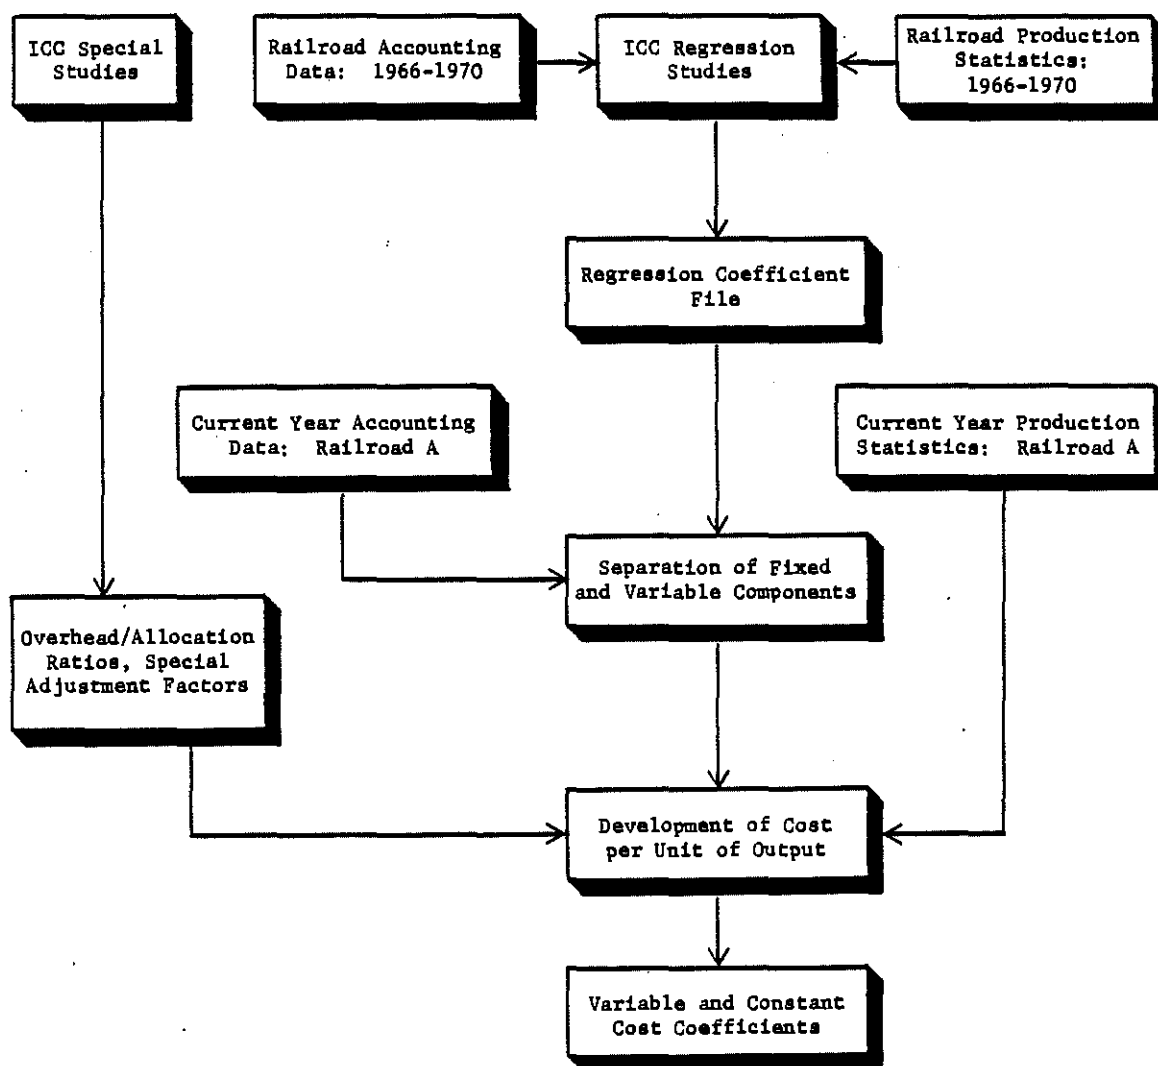 ICC Special
Studies
Railroad Accounting
Data: 1966-1970
ICC Regression
Studies
Railroad Production
Statistics:
1966-1970
Regression Coefficient
File
Current Year Accounting
Data: Railroad A
Current Year Production
Statistics: Railroad A
Separation of Fixed
and Variable Components
Overhead/Allocation
Ratios, Special
Adjustment Factors
Development of Cost
per Unit of Output
Variable and Constant
Cost Coefficients